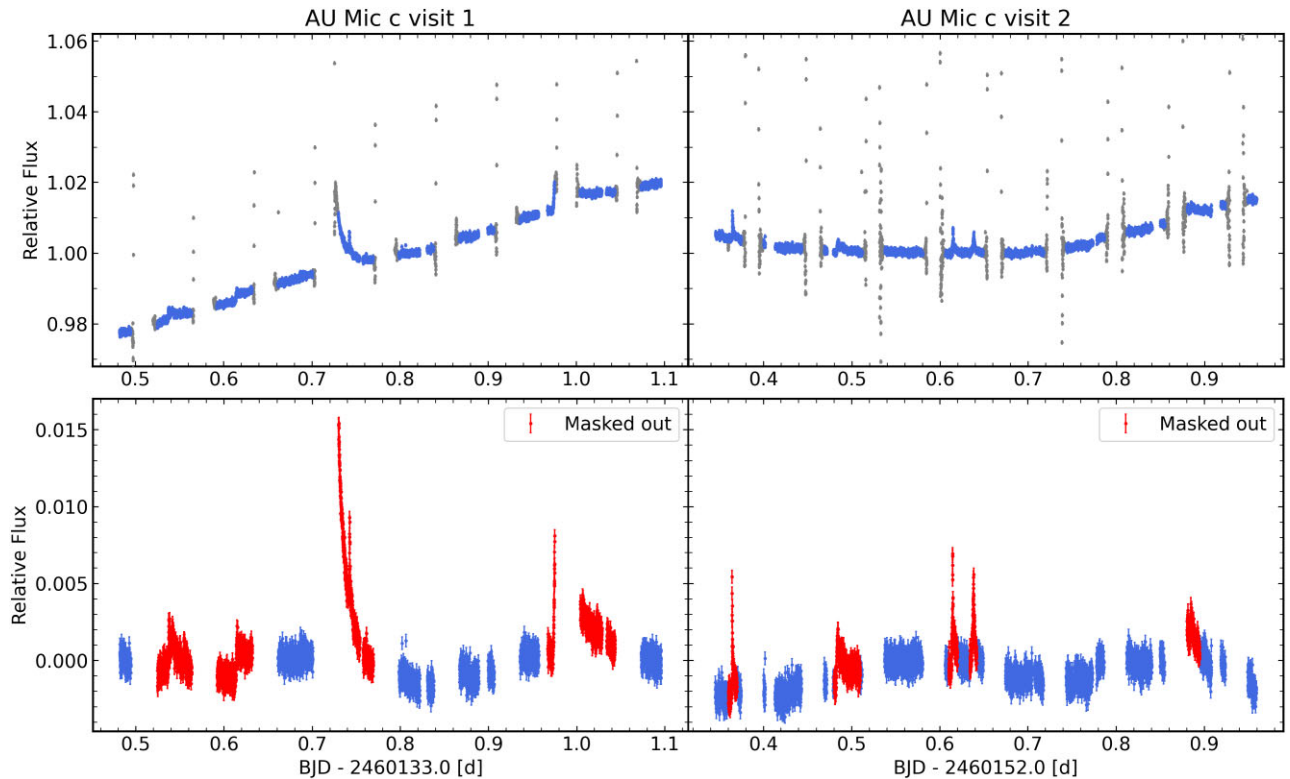 AU Mic c visit 1
AU Mic c visit 2
1.06
1.04
1.02
1.00
0.98
Relative Flux
0.5 0.6 0.7 0.8 0.9 1.0 1.1
0.4 0.5 0.6 0.7 0.8 0.9
Masked out
Masked out
0.015
0.010
0.005
0.000
Relative Flux
0.5 0.6 0.7 0.8 0.9 1.0 1.1
0.4 0.5 0.6 0.7 0.8 0.9
BJD - 2460133.0 [d]
BJD - 2460152.0 [d]